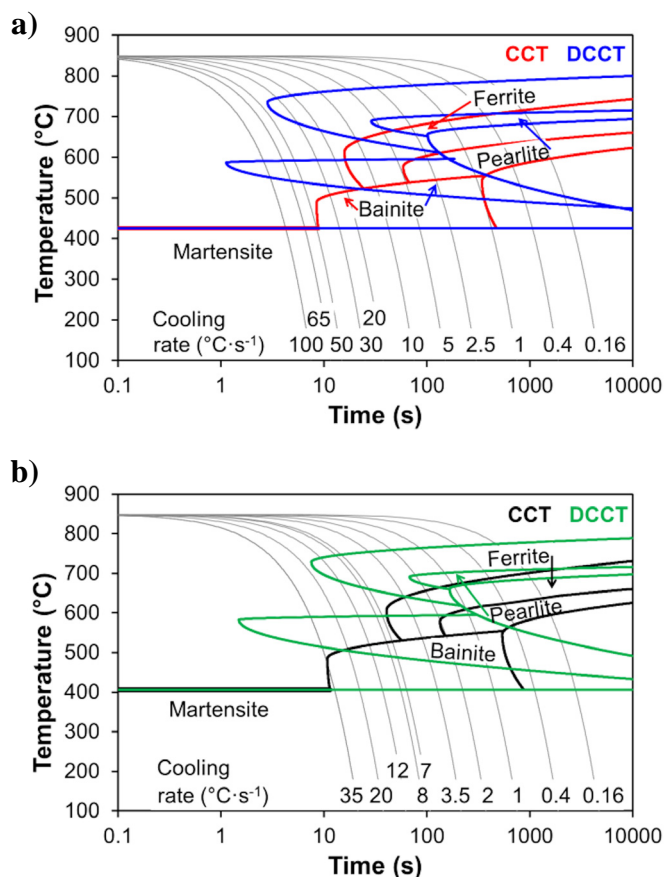 a)
900
CCT DCCT
800
Ferrite
700
600
Pearlite
500
Bainite
400
Martensite
300
200
65 20
Cooling
rate (°C·s⁻¹) 100 50 30 10 5 2.5 1 0.4 0.16
100
0.1 1 10 100 1000 10000
Temperature (°C)
Time (s)
b)
900
CCT DCCT
800
Ferrite
700
600
Pearlite
500
Bainite
400
Martensite
300
200
12 7
Cooling
rate (°C·s⁻¹) 35 20 8 3.5 2 1 0.4 0.16
100
0.1 1 10 100 1000 10000
Temperature (°C)
Time (s)